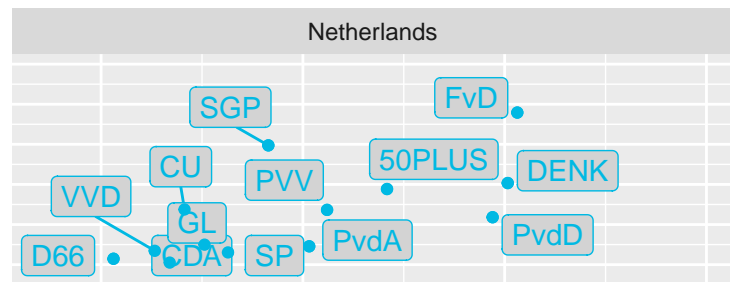 Netherlands
FvD
SGP
50PLUS
CU
PVV
DENK
VVD
GL
PvdD
PvdA
D66
CDA
SP